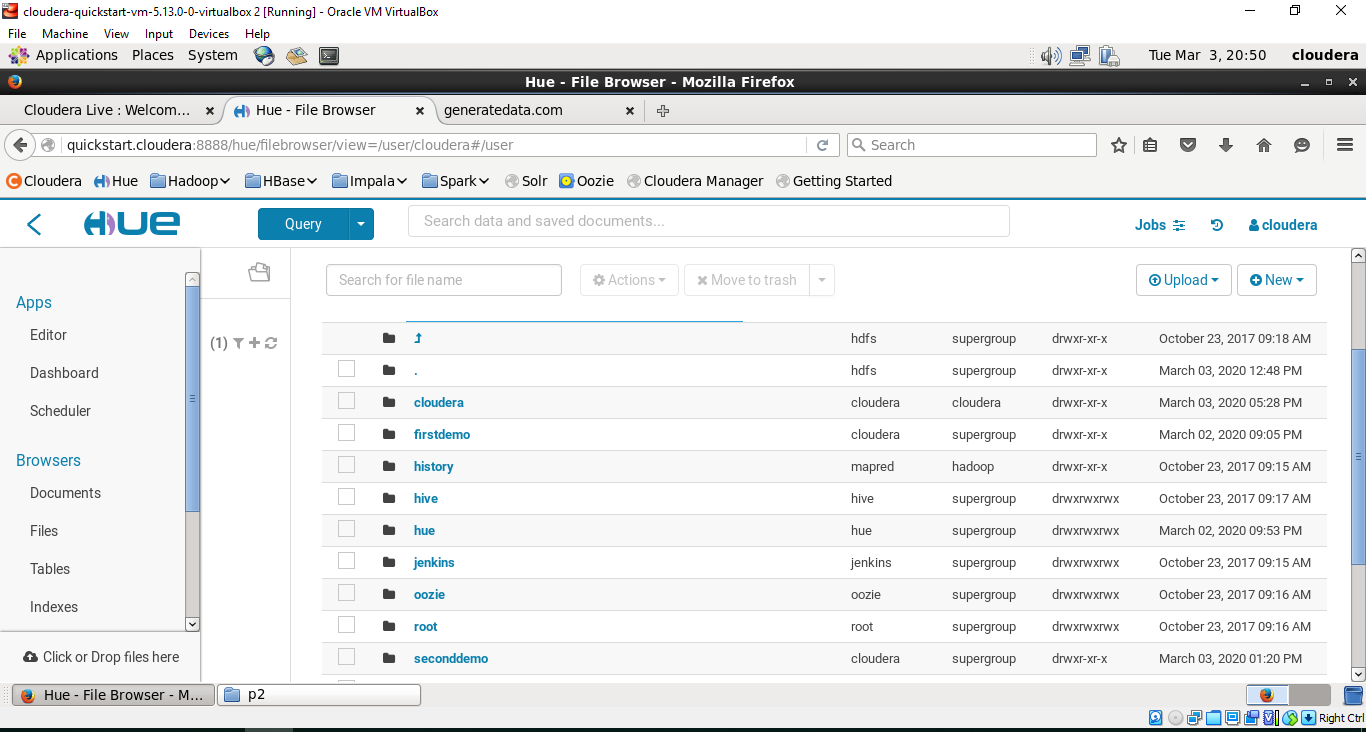 cloudera-quickstart-vm-5.13.0-0-virtualbox 2 [Running] - Oracle VM VirtualBox
File Machine View Input Devices Help
Applications Places System Tue Mar 3, 20:50 cloudera
Hue - File Browser - Mozilla Firefox
Cloudera Live : Welcom... Hue - File Browser generatedata.com
quickstart.cloudera:8888/hue/filebrowser/view=/user/cloudera#/user Search
Cloudera Hue Hadoop HBase Impala Spark Solr Oozie Cloudera Manager Getting Started
HUE Query Search data and saved documents... Jobs cloudera
Search for file name Actions Move to trash Upload New
Apps
Editor
Dashboard
Scheduler
Browsers
Documents
Files
Tables
Indexes
Click or Drop files here
(1)
hdfs supergroup drwxr-xr-x October 23, 2017 09:18 AM
. hdfs supergroup drwxr-xr-x March 03, 2020 12:48 PM
cloudera cloudera cloudera drwxr-xr-x March 03, 2020 05:28 PM
firstdemo cloudera supergroup drwxr-xr-x March 02, 2020 09:05 PM
history mapred hadoop drwxr-xr-x October 23, 2017 09:15 AM
hive hive supergroup drwxrwxrwx October 23, 2017 09:17 AM
hue hue supergroup drwxrwxrwx March 02, 2020 09:53 PM
jenkins jenkins supergroup drwxrwxrwx October 23, 2017 09:15 AM
oozie oozie supergroup drwxrwxrwx October 23, 2017 09:16 AM
root root supergroup drwxrwxrwx October 23, 2017 09:16 AM
seconddemo cloudera supergroup drwxr-xr-x March 03, 2020 01:20 PM
Hue - File Browser - M... p2
Right Ctrl